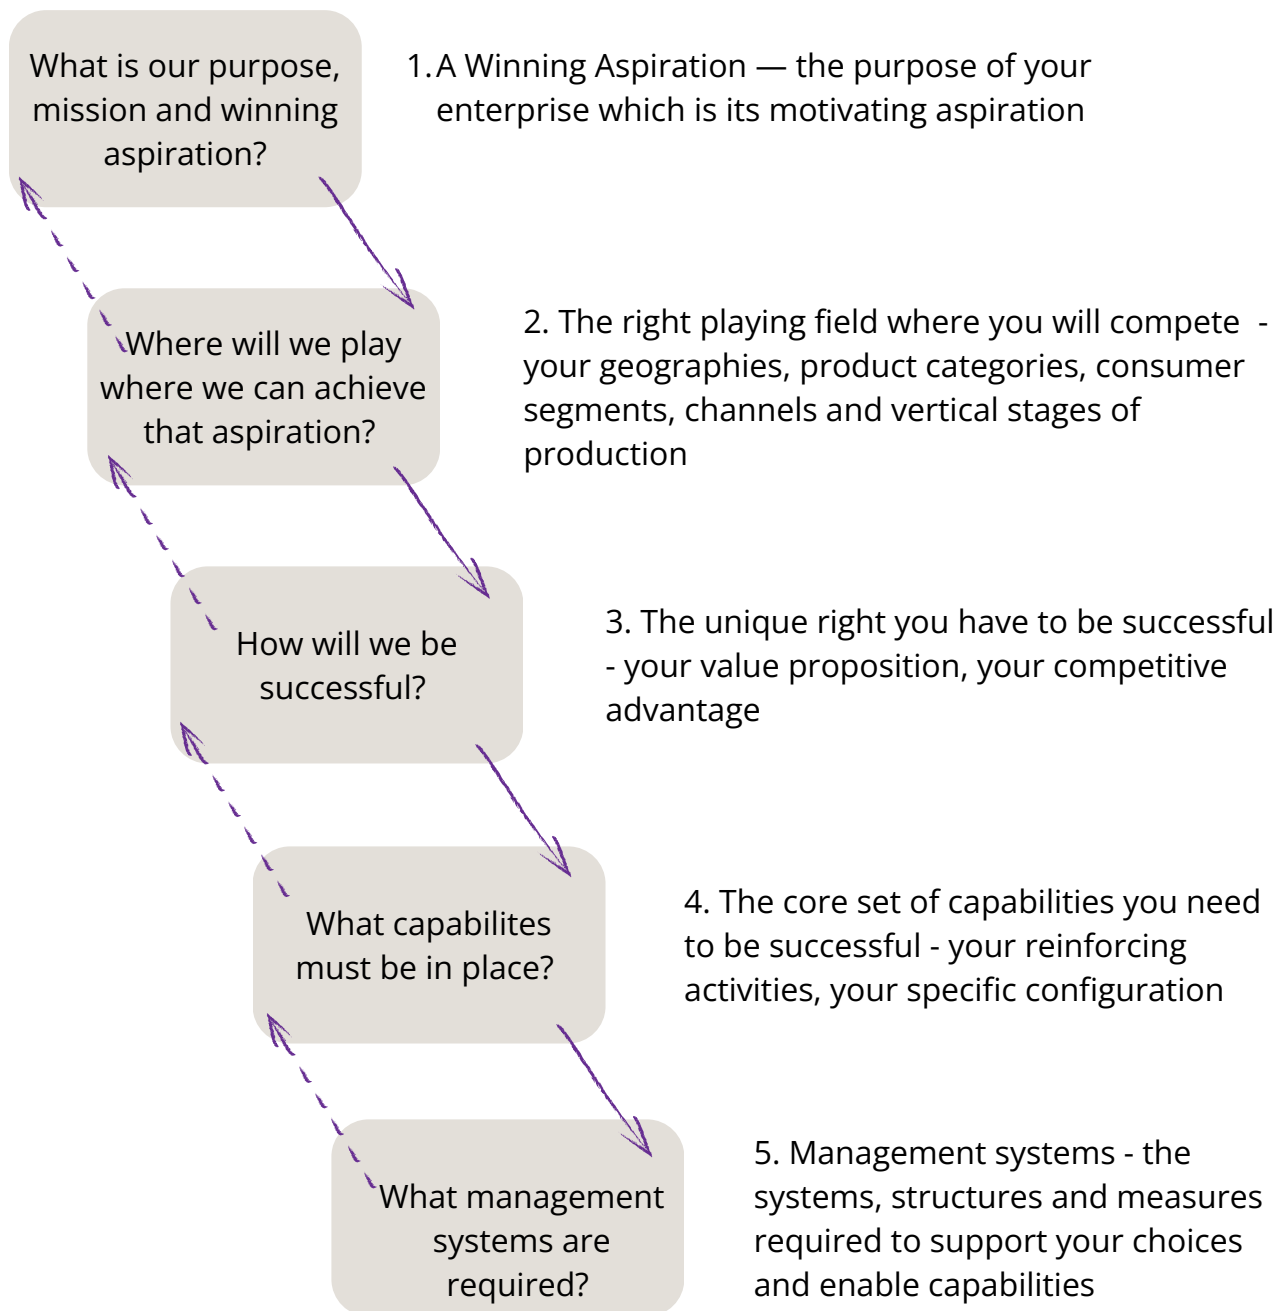 What is our purpose,
mission and winning
aspiration?
1. A Winning Aspiration — the purpose of your
enterprise which is its motivating aspiration
Where will we play
where we can achieve
that aspiration?
2. The right playing field where you will compete  -
your geographies, product categories, consumer
segments, channels and vertical stages of
production
How will we be
successful?
3. The unique right you have to be successful
- your value proposition, your competitive
advantage
What capabilites
must be in place?
4. The core set of capabilities you need
to be successful - your reinforcing
activities, your specific configuration
What management
systems are
required?
5. Management systems - the
systems, structures and measures
required to support your choices
and enable capabilities